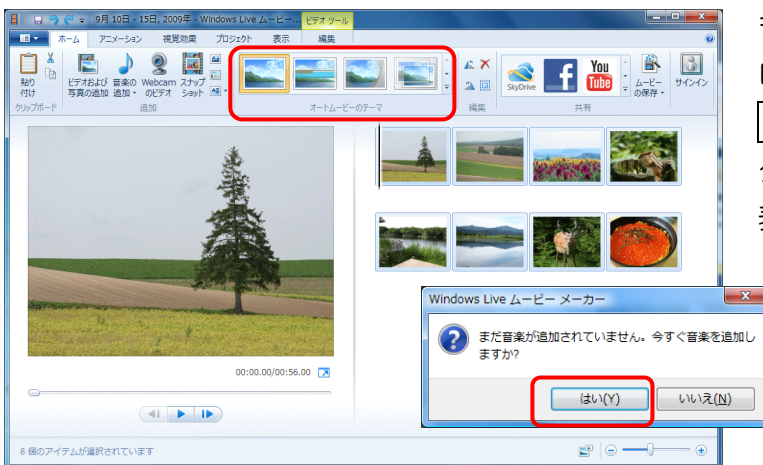 9月 10日 - 15日, 2009年 - Windows Live ムービー... ビデオ ツール
ホーム アニメーション 視覚効果 プロジェクト 表示 編集
貼り付け
ビデオおよび写真の追加
音楽の追加
Webcamのビデオ
スナップショット
SkyDrive
You Tube
ムービーの保存
サインイン
クリップボード 追加 オートムービーのテーマ 編集 共有
00:00.00/00:56.00
Windows Live ムービー メーカー
まだ音楽が追加されていません。今すぐ音楽を追加し
ますか?
はい(Y) いいえ(N)
8 個のアイテムが選択されています